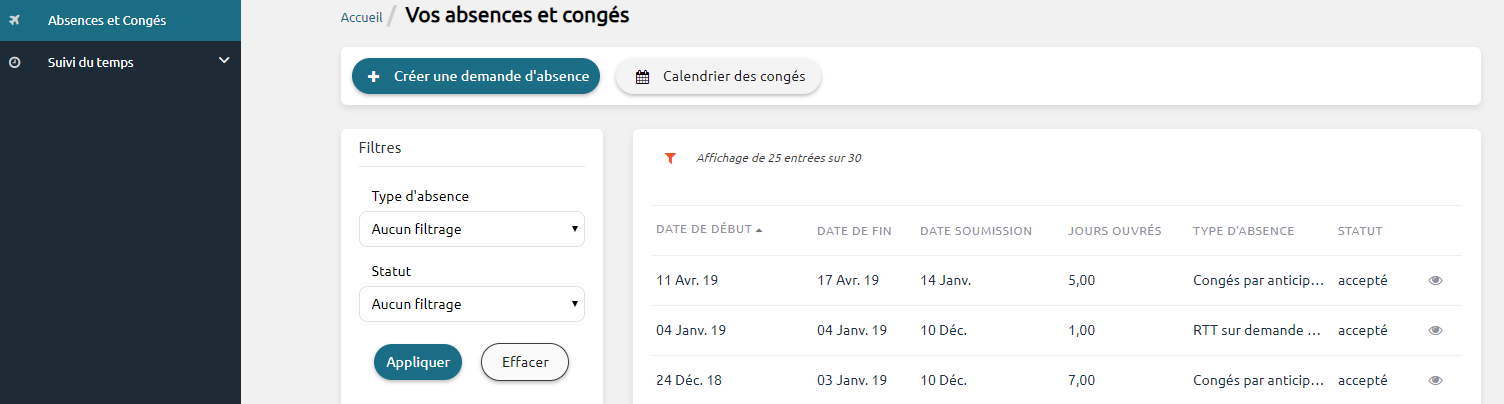 Absences et Congés
Suivi du temps
Accueil / Vos absences et congés
Créer une demande d'absence
Calendrier des congés
Filtres
Type d'absence
Aucun filtrage
Statut
Aucun filtrage
Appliquer Effacer
Affichage de 25 entrées sur 30
DATE DE DÉBUT DATE DE FIN DATE SOUMISSION JOURS OUVRÉS TYPE D'ABSENCE STATUT
11 Avr. 19 17 Avr. 19 14 Janv. 5,00 Congés par anticip... accepté
04 Janv. 19 04 Janv. 19 10 Déc. 1,00 RTT sur demande ... accepté
24 Déc. 18 03 Janv. 19 10 Déc. 7,00 Congés par anticip... accepté